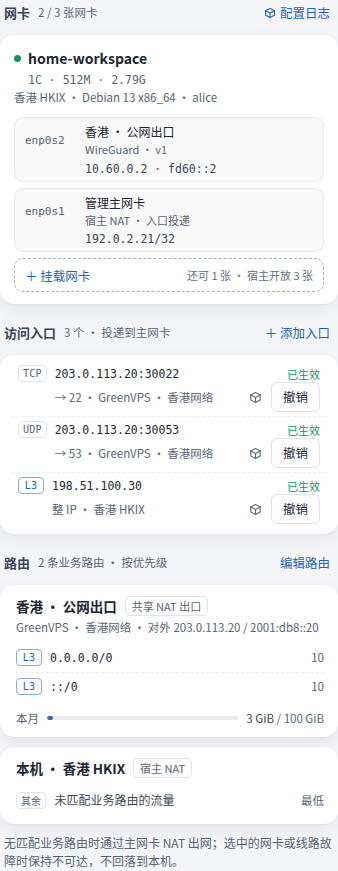 网卡 2 / 3 张网卡 配置日志
home-workspace
1C · 512M · 2.79G
香港 HKIX • Debian 13 x86_64 • alice
enp0s2 香港 • 公网出口
WireGuard • v1
10.60.0.2 · fd60::2
enp0s1 管理主网卡
宿主 NAT • 入口投递
192.0.2.21/32
＋ 挂载网卡 还可 1 张 • 宿主开放 3 张
访问入口 3 个 • 投递到主网卡 ＋ 添加入口
TCP 203.0.113.20:30022 已生效
→ 22 • GreenVPS • 香港网络 撤销
UDP 203.0.113.20:30053 已生效
→ 53 • GreenVPS • 香港网络 撤销
L3 198.51.100.30 已生效
整 IP • 香港 HKIX 撤销
路由 2 条业务路由 • 按优先级 编辑路由
香港 • 公网出口 共享 NAT 出口
GreenVPS • 香港网络 • 对外 203.0.113.20 / 2001:db8::20
L3 0.0.0.0/0 10
L3 ::/0 10
本月 3 GiB / 100 GiB
本机 • 香港 HKIX 宿主 NAT
其余 未匹配业务路由的流量 最低
无匹配业务路由时通过主网卡 NAT 出网；选中的网卡或线路故
障时保持不可达，不回落到本机。